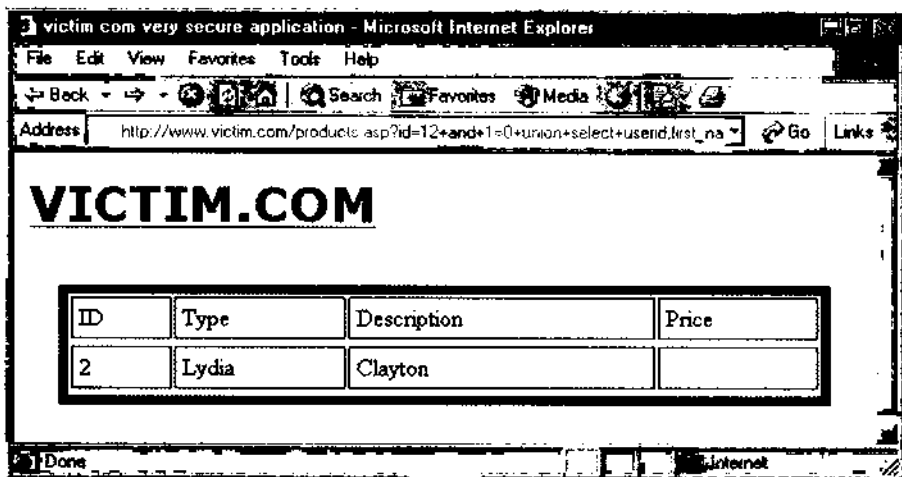 victim com very secure application - Microsoft Internet Explorer
File Edit View Favorites Tools Help
Back Search Favorites Media
Address http://www.victim.com/products.asp?id=12+and+1=0+union+select+userid,first_na Go Links
VICTIM.COM
ID Type Description Price
2 Lydia Clayton
Done Internet